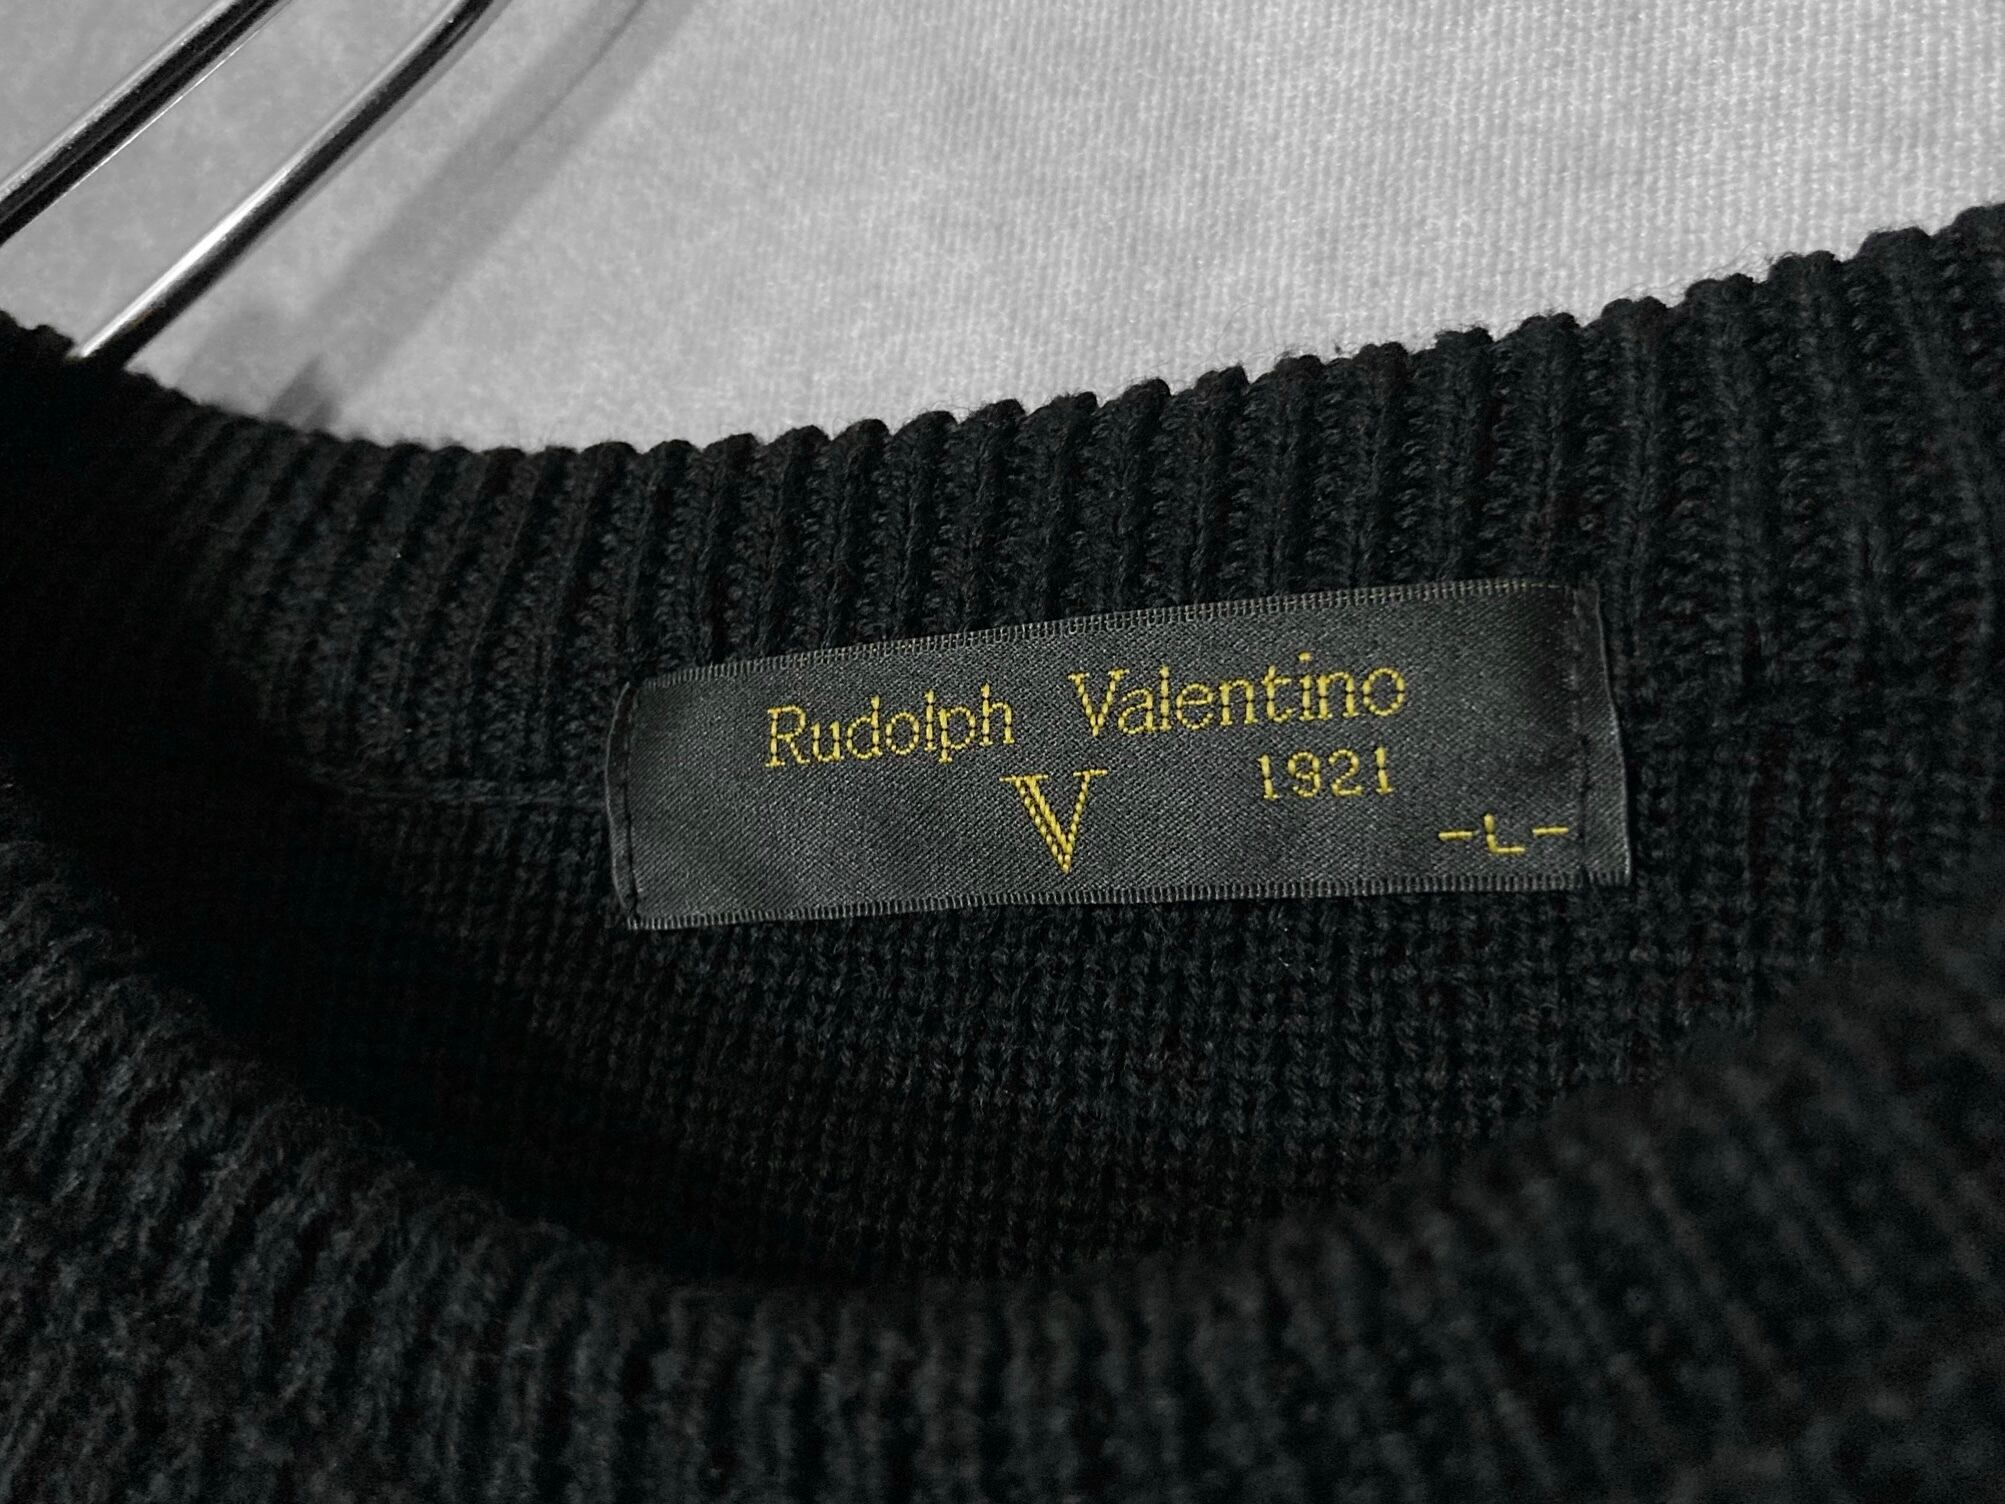 Rudolph Valentino
V 1921
-L-